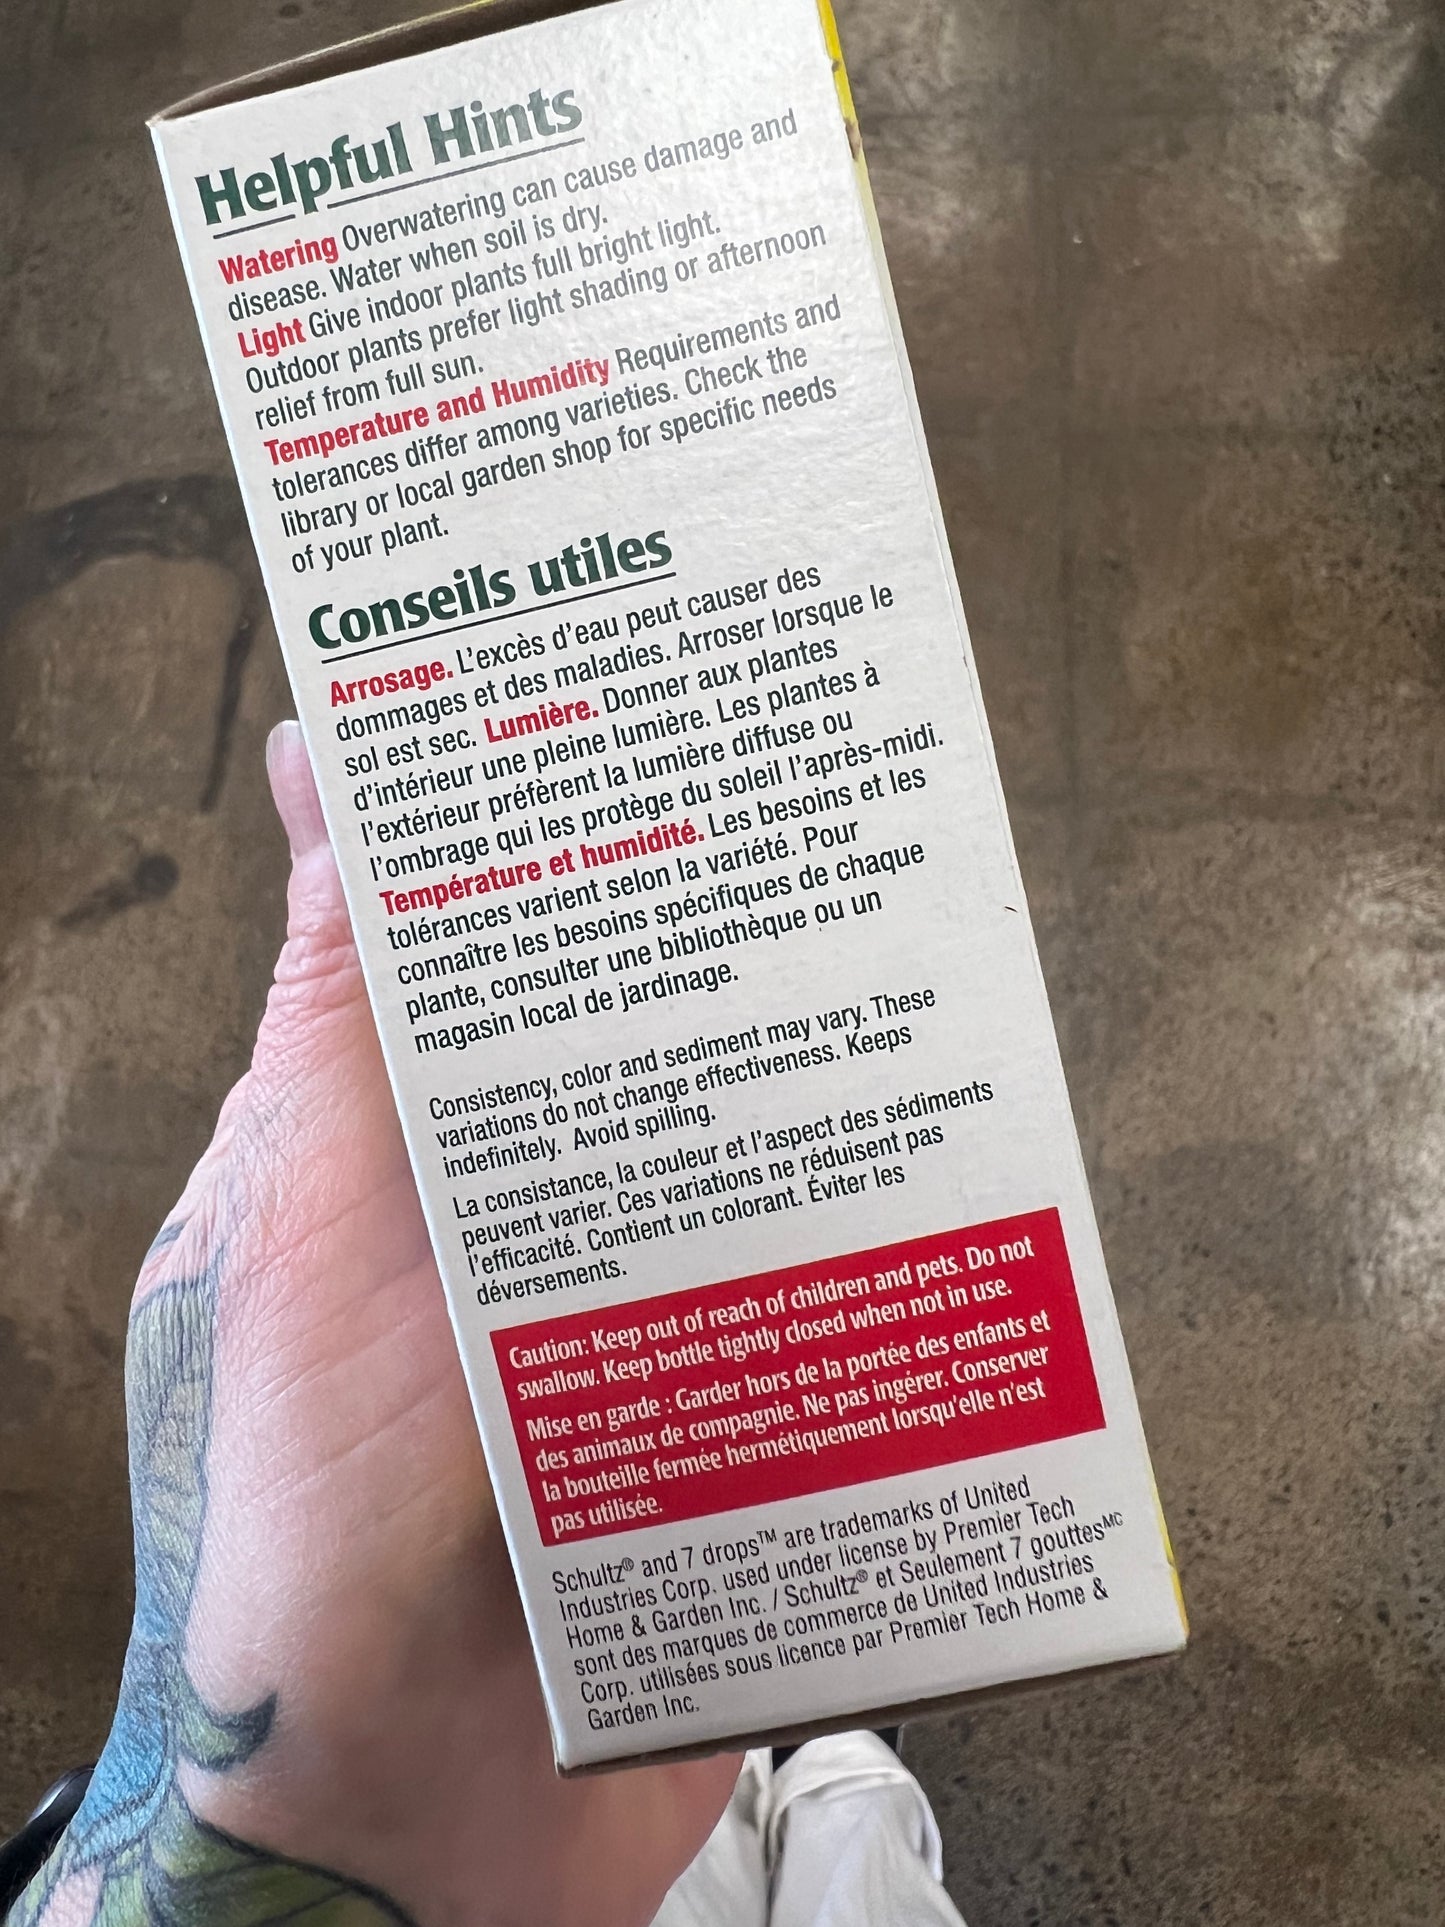 Helpful Hints
Watering Overwatering can cause damage and
disease. Water when soil is dry.
Light Give indoor plants full bright light.
Outdoor plants prefer light shading or afternoon
relief from full sun.
Temperature and Humidity Requirements and
tolerances differ among varieties. Check the
library or local garden shop for specific needs
of your plant.
Conseils utiles
Arrosage. L'excès d'eau peut causer des
dommages et des maladies. Arroser lorsque le
sol est sec. Lumière. Donner aux plantes
d'intérieur une pleine lumière. Les plantes à
l'extérieur préfèrent la lumière diffuse ou
l'ombrage qui les protège du soleil l'après-midi.
Température et humidité. Les besoins et les
tolérances varient selon la variété. Pour
connaître les besoins spécifiques de chaque
plante, consulter une bibliothèque ou un
magasin local de jardinage.
Consistency, color and sediment may vary. These
variations do not change effectiveness. Keeps
indefinitely. Avoid spilling.
La consistance, la couleur et l'aspect des sédiments
peuvent varier. Ces variations ne réduisent pas
l'efficacité. Contient un colorant. Éviter les
déversements.
Caution: Keep out of reach of children and pets. Do not
swallow. Keep bottle tightly closed when not in use.
Mise en garde : Garder hors de la portée des enfants et
des animaux de compagnie. Ne pas ingérer. Conserver
la bouteille fermée hermétiquement lorsqu'elle n'est
pas utilisée.
Schultz® and 7 drops™ are trademarks of United
Industries Corp. used under license by Premier Tech
Home & Garden Inc. / Schultz® et Seulement 7 gouttesᴹᶜ
sont des marques de commerce de United Industries
Corp. utilisées sous licence par Premier Tech Home &
Garden Inc.